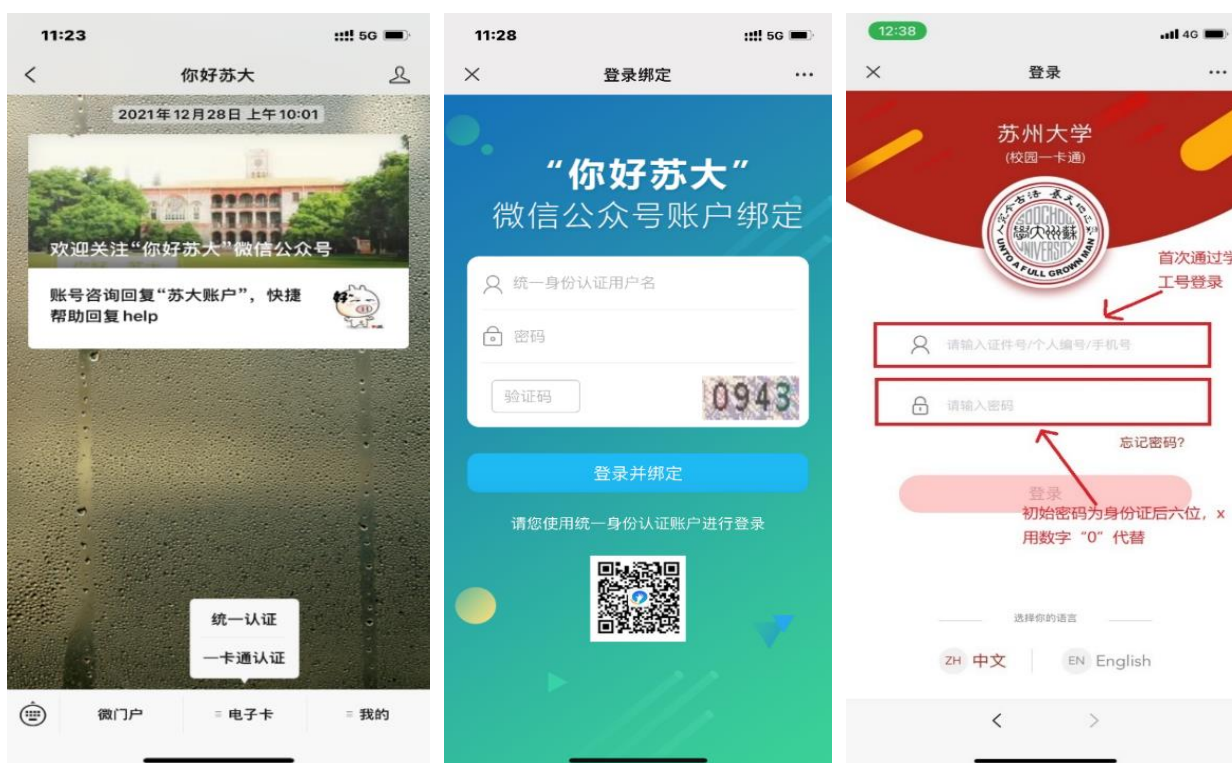 11:23
5G
你好苏大
2021年12月28日 上午10:01
欢迎关注“你好苏大”微信公众号
账号咨询回复“苏大账户”，快捷
帮助回复help
统一认证
一卡通认证
微门户
电子卡
我的
11:28
5G
登录绑定
“你好苏大”
微信公众号账户绑定
统一身份认证用户名
密码
验证码
0943
登录并绑定
请您使用统一身份认证账户进行登录
12:38
4G
登录
苏州大学
(校园一卡通)
SOOCHOW
UNIVERSITY
UNTO A FULL GROWN MAN
首次通过学
工号登录
请输入证件号/个人编号/手机号
请输入密码
忘记密码?
登录
初始密码为身份证后六位，x
用数字“0”代替
选择你的语言
ZH 中文
EN English